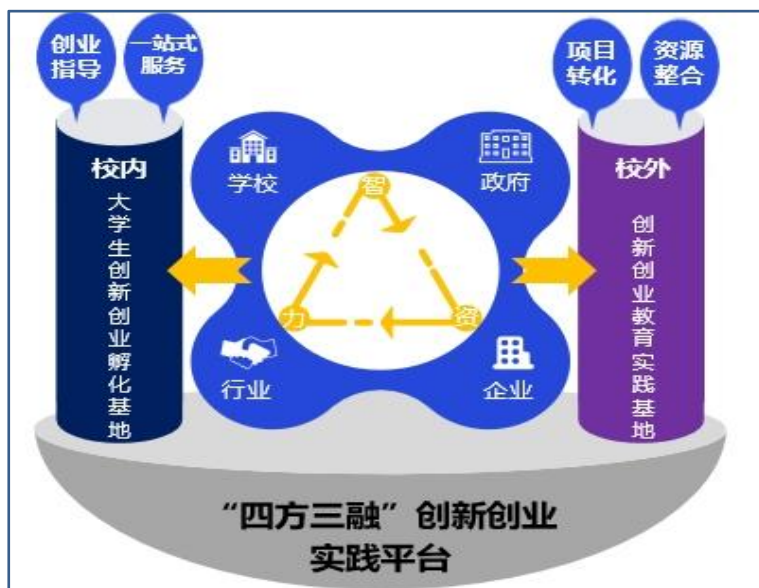 创业
指导
一站式
服务
项目
转化
资源
整合
校内
大学生创新创业孵化基地
学校
政府
智
力
资
行业
企业
校外
创新创业教育实践基地
“四方三融”创新创业
实践平台